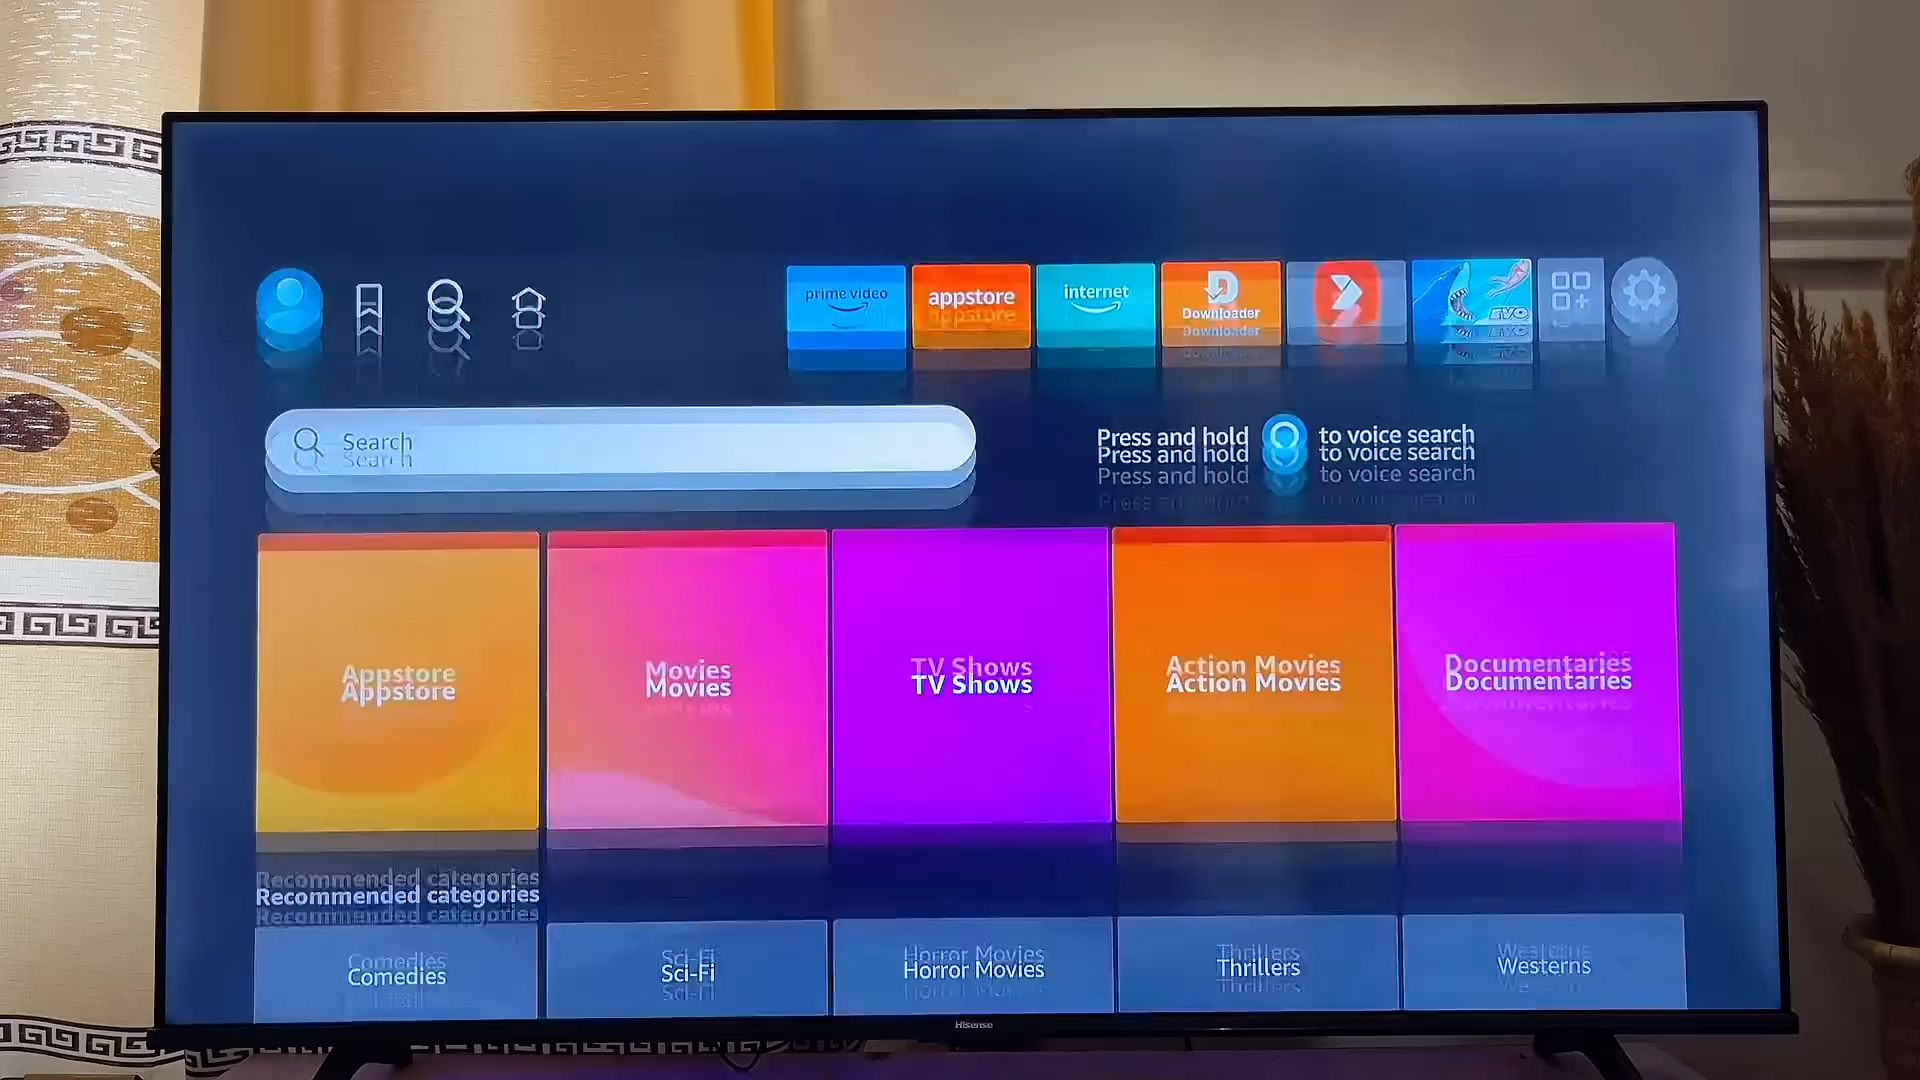 prime video
appstore
internet
Downloader
EVO
Search
Press and hold to voice search
Appstore
Movies
TV Shows
Action Movies
Documentaries
Recommended categories
Comedies
Sci-Fi
Horror Movies
Thrillers
Westerns
Hisense